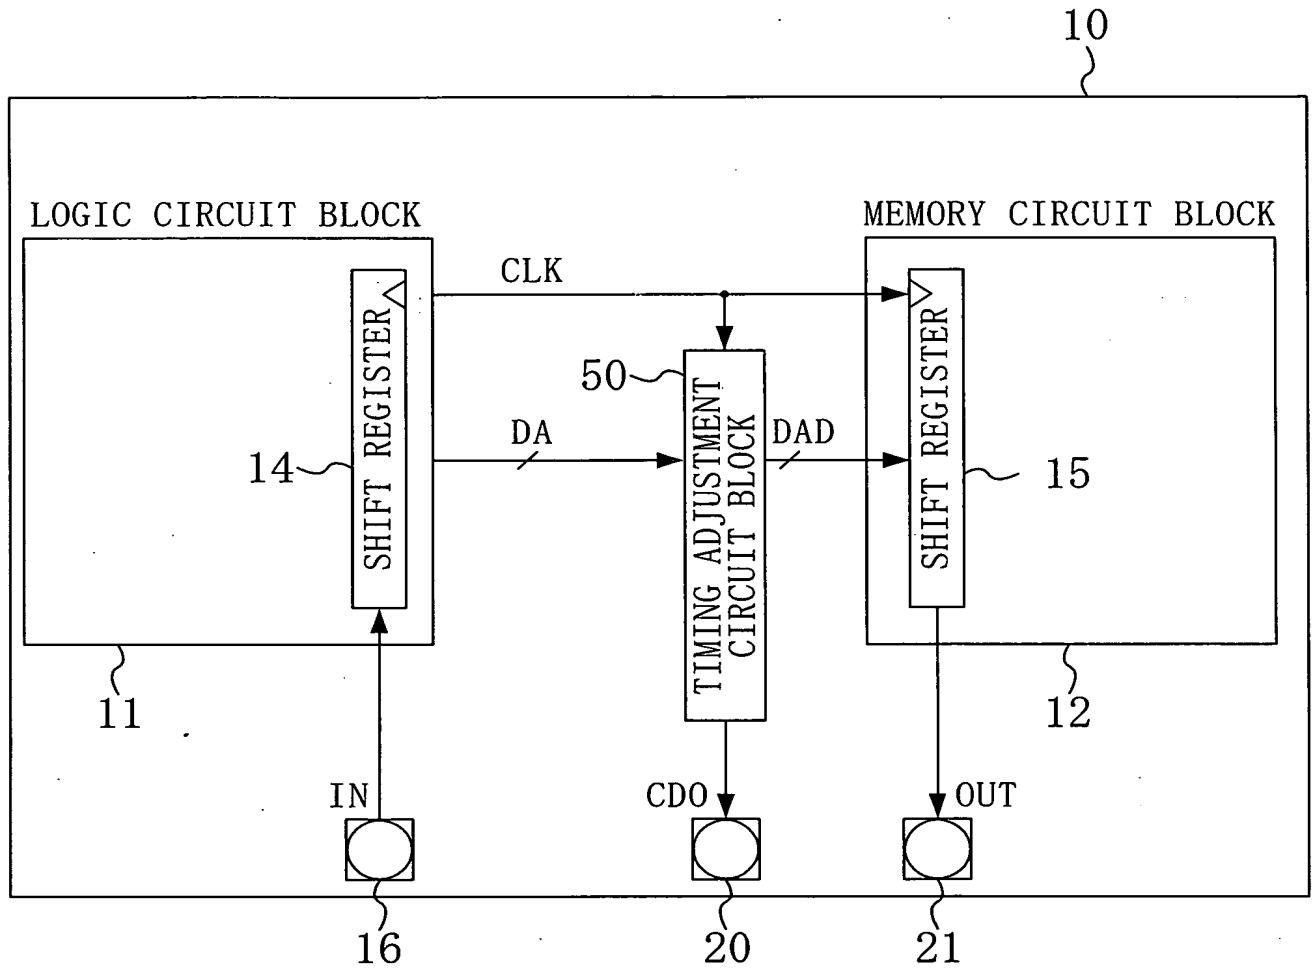 10
LOGIC CIRCUIT BLOCK
MEMORY CIRCUIT BLOCK
CLK
SHIFT REGISTER
14
DA
50
TIMING ADJUSTMENT
CIRCUIT BLOCK
DAD
SHIFT REGISTER
15
11
12
IN
CDO
OUT
16
20
21